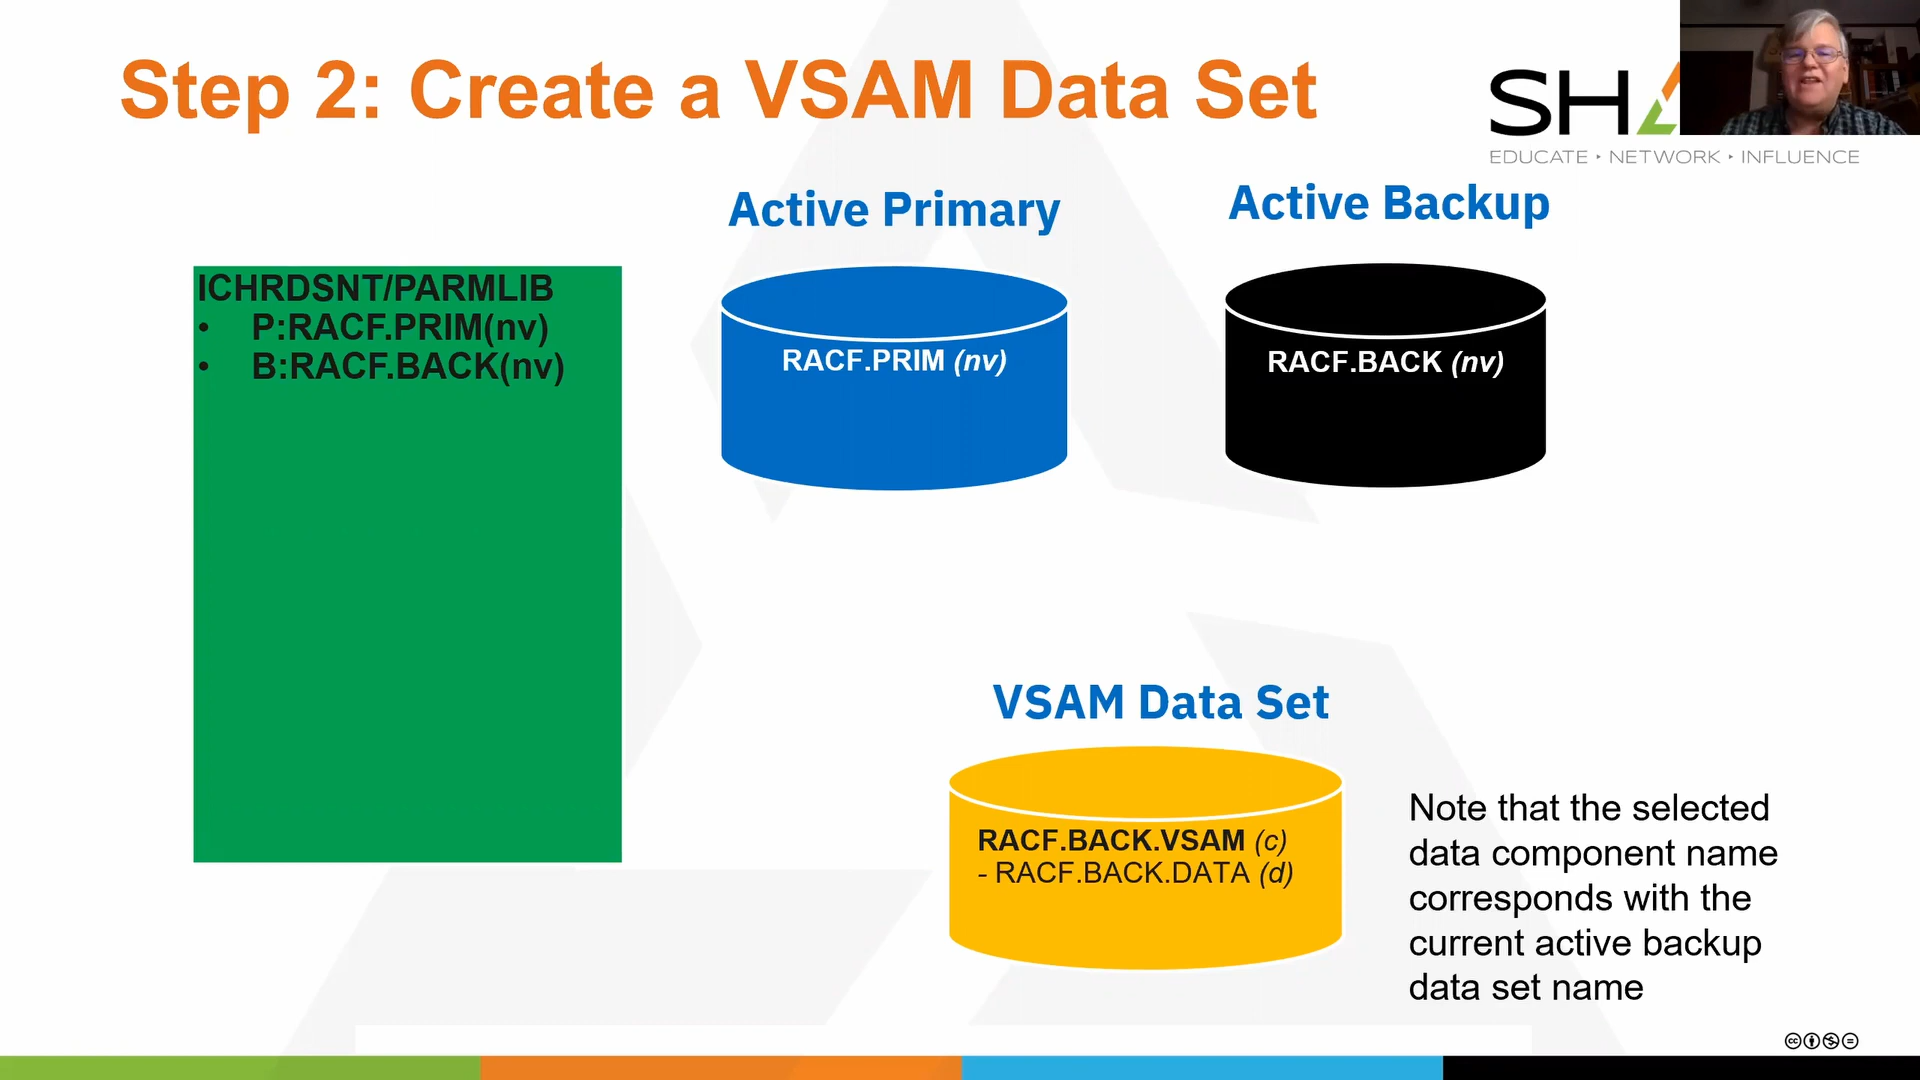 Step 2: Create a VSAM Data Set
SHA
EDUCATE • NETWORK • INFLUENCE
Active Primary
Active Backup
ICHRDSNT/PARMLIB
• P:RACF.PRIM(nv)
• B:RACF.BACK(nv)
RACF.PRIM (nv)
RACF.BACK (nv)
VSAM Data Set
RACF.BACK.VSAM (c)
- RACF.BACK.DATA (d)
Note that the selected
data component name
corresponds with the
current active backup
data set name